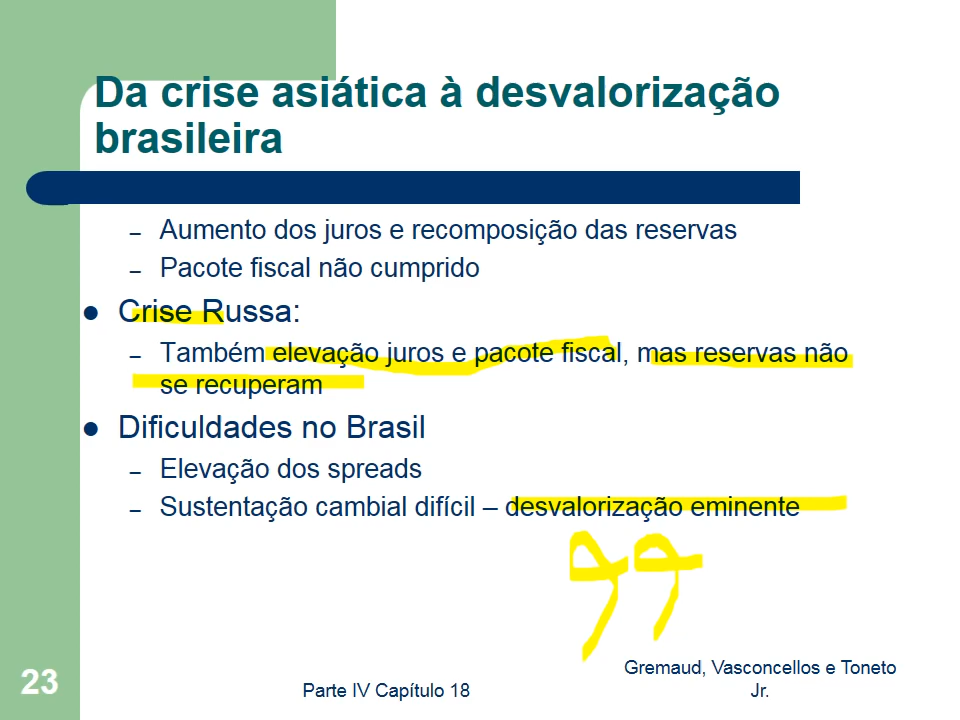 Da crise asiática à desvalorização
brasileira
– Aumento dos juros e recomposição das reservas
– Pacote fiscal não cumprido
● Crise Russa:
– Também elevação juros e pacote fiscal, mas reservas não
se recuperam
● Dificuldades no Brasil
– Elevação dos spreads
– Sustentação cambial difícil – desvalorização eminente
99
23
Parte IV Capítulo 18
Gremaud, Vasconcellos e Toneto
Jr.